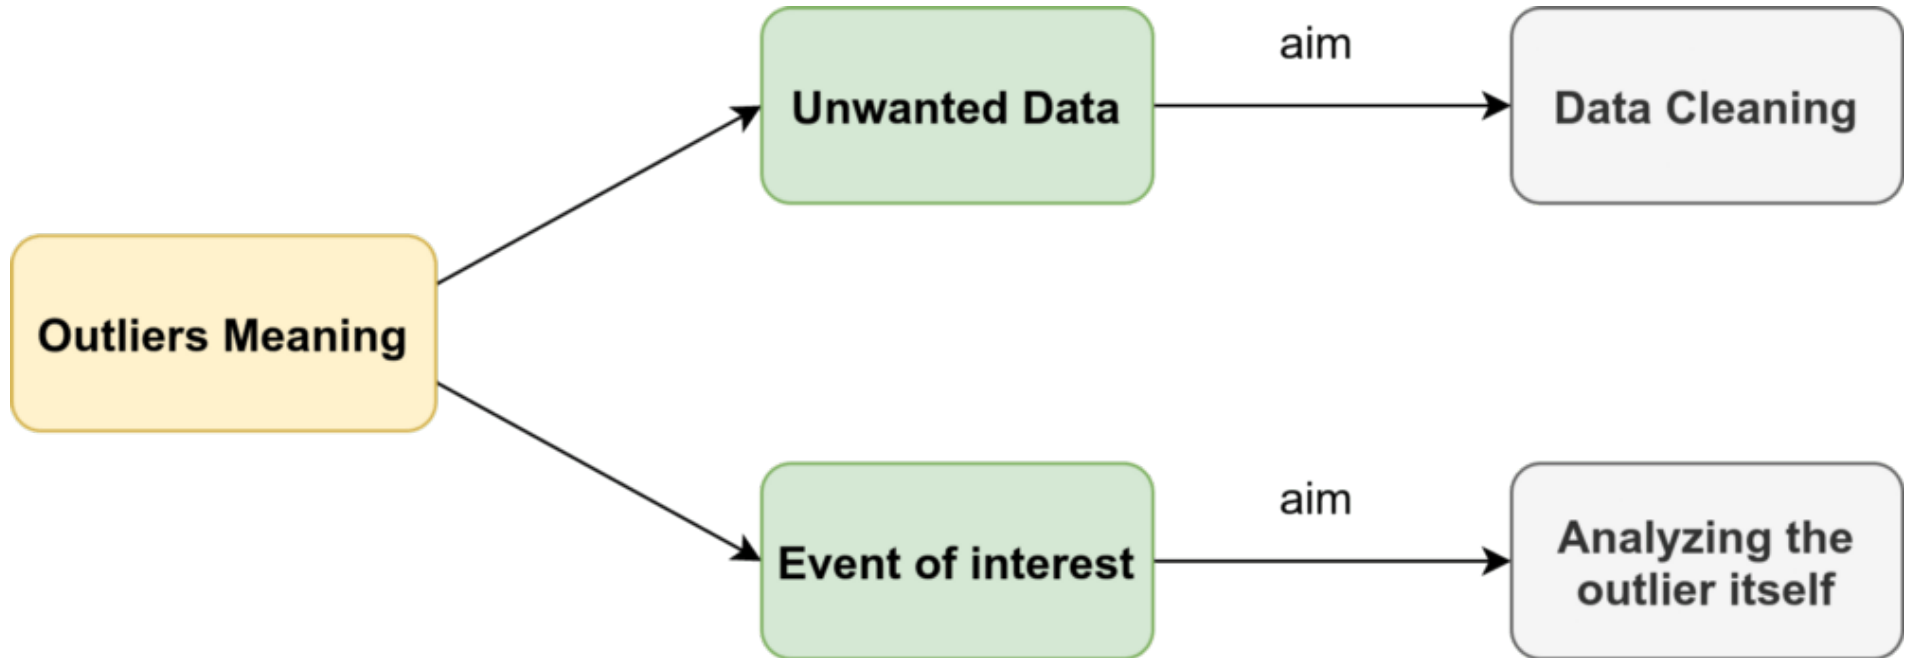 Outliers Meaning
Unwanted Data
aim
Data Cleaning
Event of interest
aim
Analyzing the
outlier itself